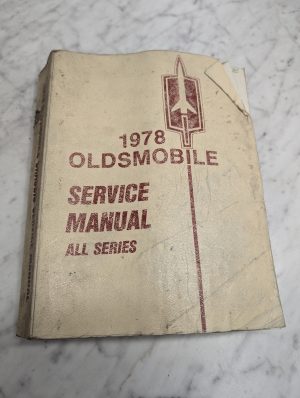 1978
OLDSMOBILE
SERVICE
MANUAL
ALL SERIES